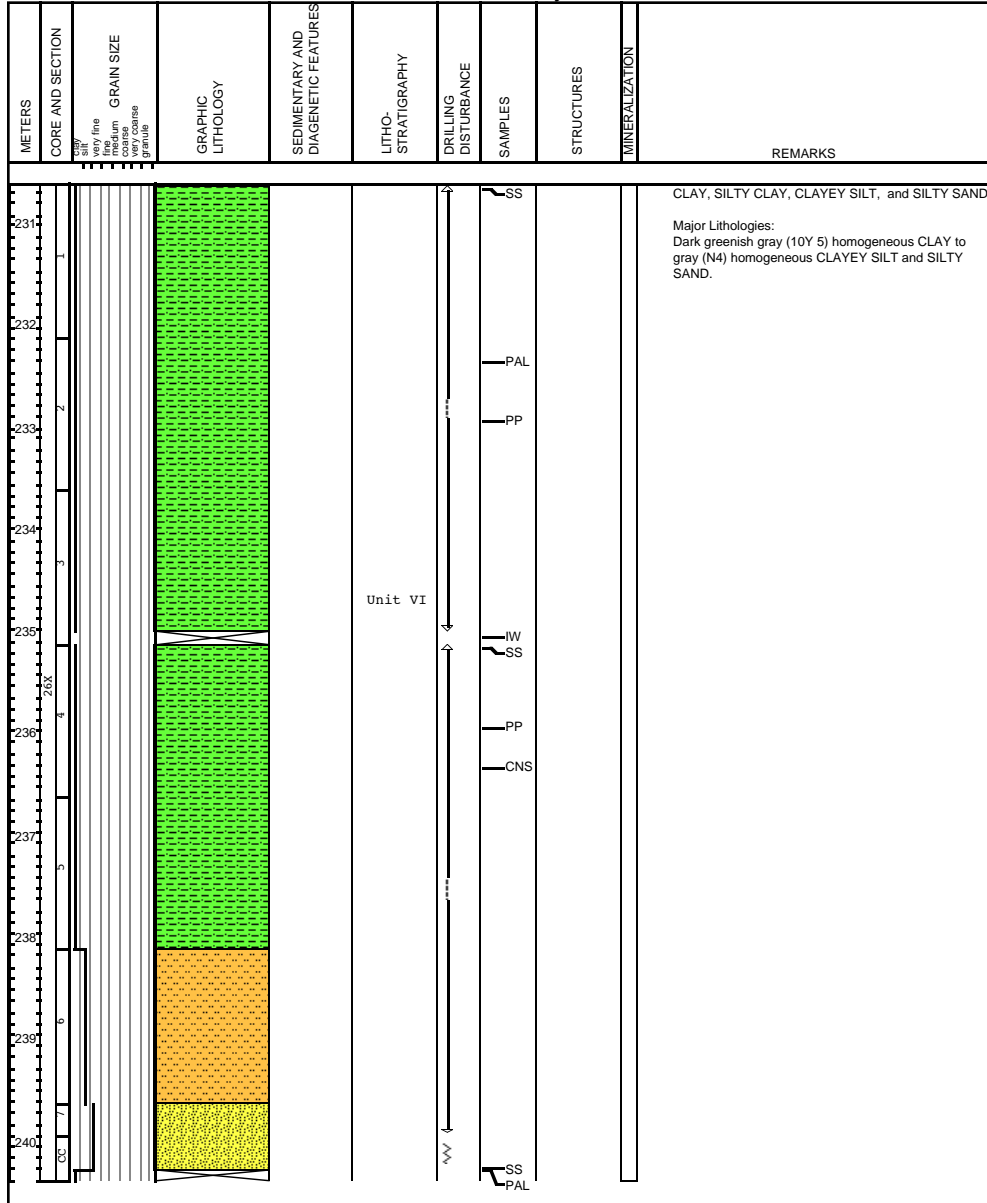 METERS
CORE AND SECTION
GRAIN SIZE
clay
silt
very fine
fine
medium
coarse
very coarse
granule
GRAPHIC
LITHOLOGY
SEDIMENTARY AND
DIAGENETIC FEATURES
LITHO-
STRATIGRAPHY
DRILLING
DISTURBANCE
SAMPLES
STRUCTURES
MINERALIZATION
REMARKS
SS
CLAY, SILTY CLAY, CLAYEY SILT, and SILTY SAND
231
Major Lithologies:
Dark greenish gray (10Y 5) homogeneous CLAY to
gray (N4) homogeneous CLAYEY SILT and SILTY
SAND.
1
232
PAL
2
233
PP
234
3
Unit VI
235
IW
SS
26X
4
236
PP
CNS
237
5
238
6
239
7
240
CC
SS
PAL